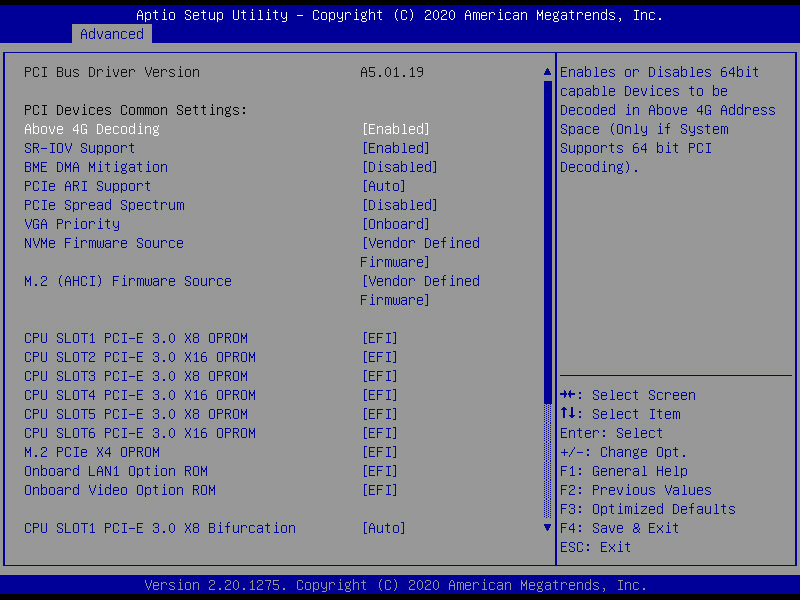 Aptio Setup Utility – Copyright (C) 2020 American Megatrends, Inc.
Advanced
PCI Bus Driver Version A5.01.19
PCI Devices Common Settings:
Above 4G Decoding [Enabled]
SR-IOV Support [Enabled]
BME DMA Mitigation [Disabled]
PCIe ARI Support [Auto]
PCIe Spread Spectrum [Disabled]
VGA Priority [Onboard]
NVMe Firmware Source [Vendor Defined
Firmware]
M.2 (AHCI) Firmware Source [Vendor Defined
Firmware]
CPU SLOT1 PCI-E 3.0 X8 OPROM [EFI]
CPU SLOT2 PCI-E 3.0 X16 OPROM [EFI]
CPU SLOT3 PCI-E 3.0 X8 OPROM [EFI]
CPU SLOT4 PCI-E 3.0 X16 OPROM [EFI]
CPU SLOT5 PCI-E 3.0 X8 OPROM [EFI]
CPU SLOT6 PCI-E 3.0 X16 OPROM [EFI]
M.2 PCIe X4 OPROM [EFI]
Onboard LAN1 Option ROM [EFI]
Onboard Video Option ROM [EFI]
CPU SLOT1 PCI-E 3.0 X8 Bifurcation [Auto]
Enables or Disables 64bit
capable Devices to be
Decoded in Above 4G Address
Space (Only if System
Supports 64 bit PCI
Decoding).
→←: Select Screen
↑↓: Select Item
Enter: Select
+/-: Change Opt.
F1: General Help
F2: Previous Values
F3: Optimized Defaults
F4: Save & Exit
ESC: Exit
Version 2.20.1275. Copyright (C) 2020 American Megatrends, Inc.